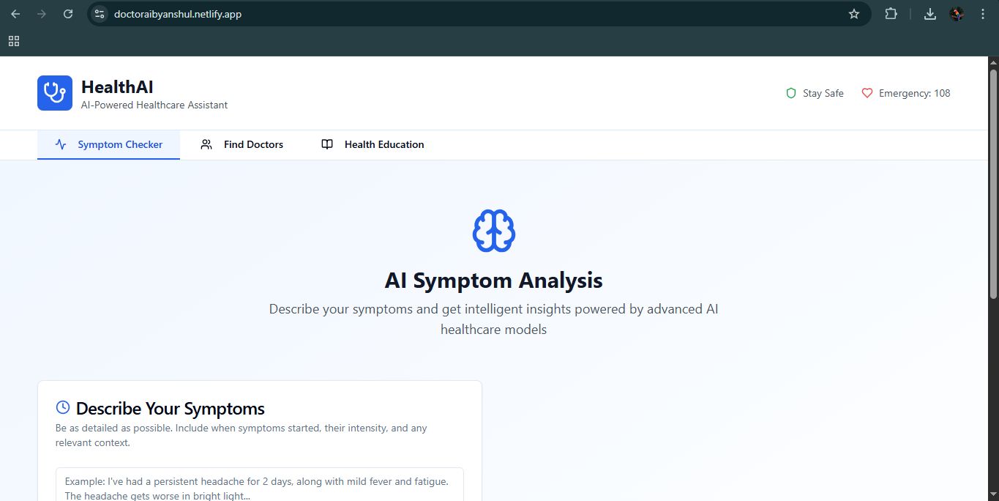 doctoraibyanshul.netlify.app
HealthAI
AI-Powered Healthcare Assistant
Stay Safe
Emergency: 108
Symptom Checker
Find Doctors
Health Education
AI Symptom Analysis
Describe your symptoms and get intelligent insights powered by advanced AI
healthcare models
Describe Your Symptoms
Be as detailed as possible. Include when symptoms started, their intensity, and any
relevant context.
Example: I've had a persistent headache for 2 days, along with mild fever and fatigue.
The headache gets worse in bright light...